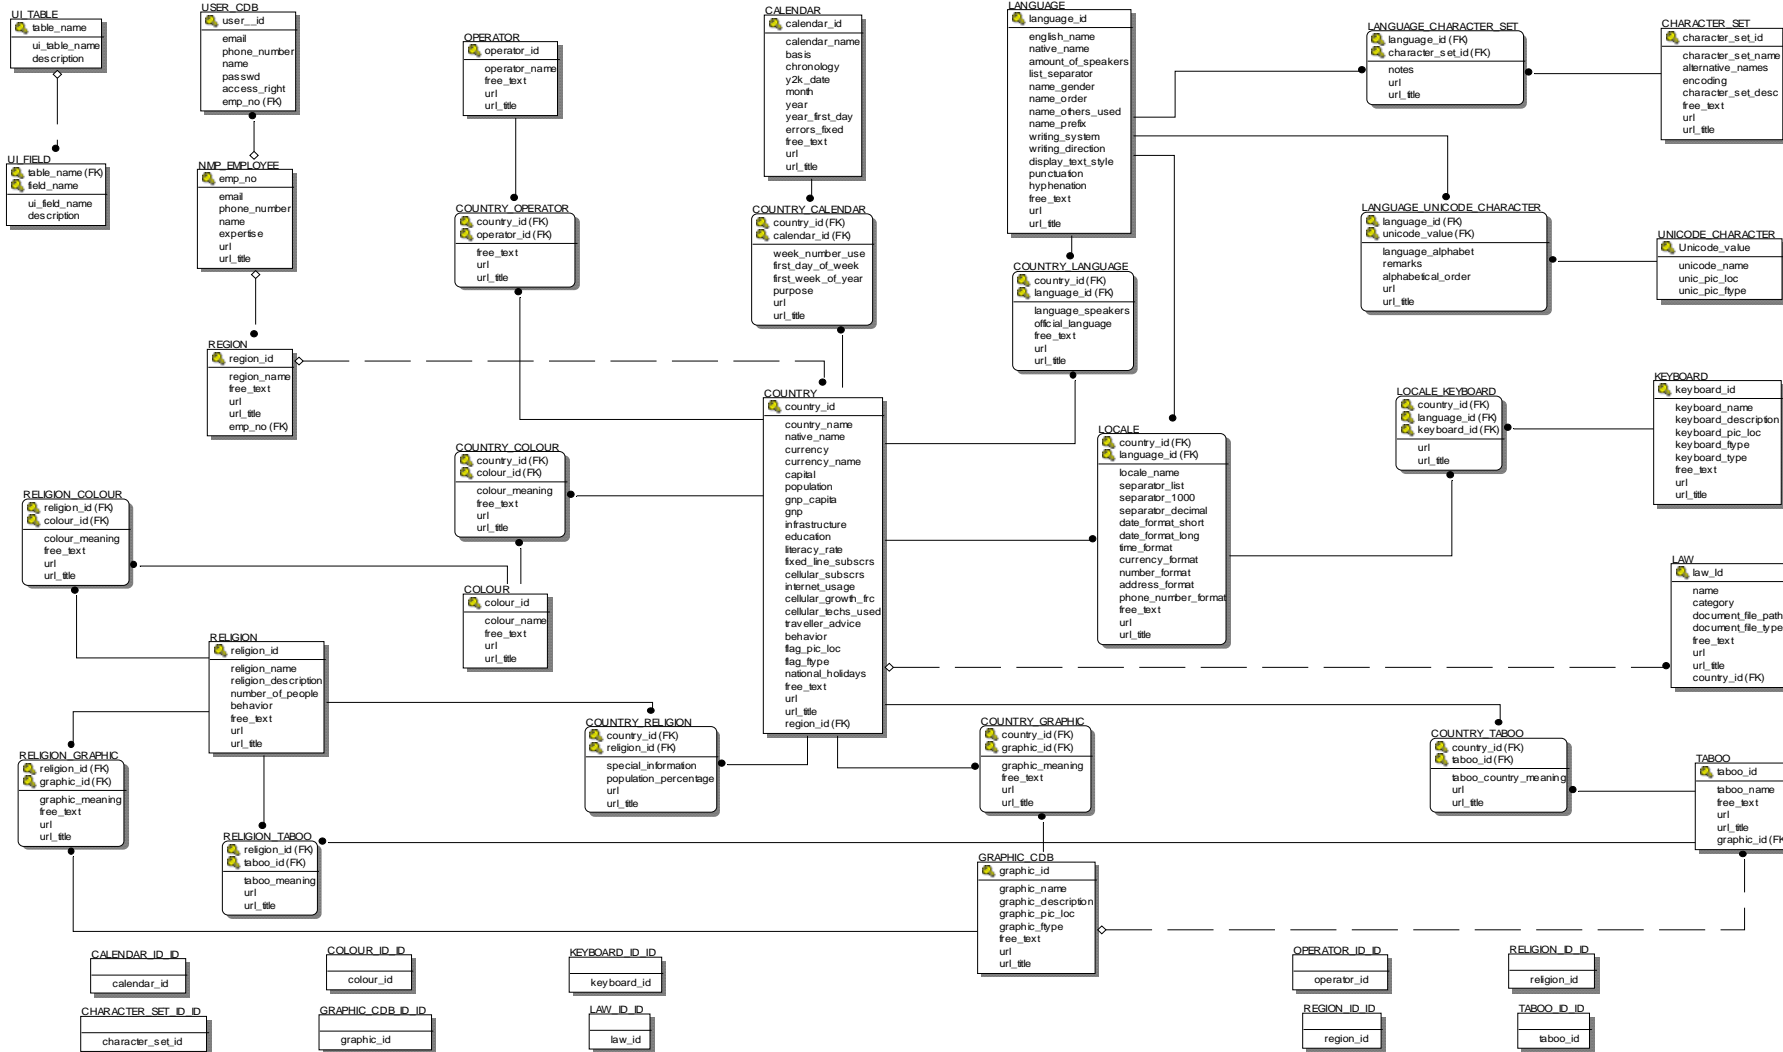 UI_TABLE
table_name
ui_table_name
description
UI_FIELD
table_name (FK)
field_name
ui_field_name
description
USER_CDB
user__id
email
phone_number
name
passwd
access_right
emp_no (FK)
NMP_EMPLOYEE
emp_no
email
phone_number
name
expertise
url
url_title
REGION
region_id
region_name
free_text
url
url_title
emp_no (FK)
OPERATOR
operator_id
operator_name
free_text
url
url_title
COUNTRY_OPERATOR
country_id (FK)
operator_id (FK)
free_text
url
url_title
CALENDAR
calendar_id
calendar_name
basis
chronology
y2k_date
month
year
year_first_day
errors_fixed
free_text
url
url_title
COUNTRY_CALENDAR
country_id (FK)
calendar_id (FK)
week_number_use
first_day_of_week
first_week_of_year
purpose
url
url_title
LANGUAGE
language_id
english_name
native_name
amount_of_speakers
list_separator
name_gender
name_order
name_others_used
name_prefix
writing_system
writing_direction
display_text_style
punctuation
hyphenation
free_text
url
url_title
LANGUAGE_CHARACTER_SET
language_id (FK)
character_set_id (FK)
notes
url
url_title
CHARACTER_SET
character_set_id
character_set_name
alternative_names
encoding
character_set_desc
free_text
url
url_title
LANGUAGE_UNICODE_CHARACTER
language_id (FK)
unicode_value (FK)
language_alphabet
remarks
alphabetical_order
url
url_title
UNICODE_CHARACTER
Unicode_value
unicode_name
unic_pic_loc
unic_pic_ftype
COUNTRY_LANGUAGE
country_id (FK)
language_id (FK)
language_speakers
official_language
free_text
url
url_title
COUNTRY
country_id
country_name
native_name
currency
currency_name
capital
population
gnp_capita
gnp
infrastructure
education
literacy_rate
fixed_line_subscrs
cellular_subscrs
internet_usage
cellular_growth_frc
cellular_techs_used
traveller_advice
behavior
flag_pic_loc
flag_ftype
national_holidays
free_text
url
url_title
region_id (FK)
LOCALE
country_id (FK)
language_id (FK)
locale_name
separator_list
separator_1000
separator_decimal
date_format_short
date_format_long
time_format
currency_format
number_format
address_format
phone_number_format
free_text
url
url_title
LOCALE_KEYBOARD
country_id (FK)
language_id (FK)
keyboard_id (FK)
url
url_title
KEYBOARD
keyboard_id
keyboard_name
keyboard_description
keyboard_pic_loc
keyboard_ftype
keyboard_type
free_text
url
url_title
LAW
law_Id
name
category
document_file_path
document_file_type
free_text
url
url_title
country_id (FK)
COUNTRY_COLOUR
country_id (FK)
colour_id (FK)
colour_meaning
free_text
url
url_title
COLOUR
colour_id
colour_name
free_text
url
url_title
RELIGION_COLOUR
religion_id (FK)
colour_id (FK)
colour_meaning
free_text
url
url_title
RELIGION
religion_id
religion_name
religion_description
number_of_people
behavior
free_text
url
url_title
RELIGION_GRAPHIC
religion_id (FK)
graphic_id (FK)
graphic_meaning
free_text
url
url_title
RELIGION_TABOO
religion_id (FK)
taboo_id (FK)
taboo_meaning
url
url_title
COUNTRY_RELIGION
country_id (FK)
religion_id (FK)
special_information
population_percentage
url
url_title
COUNTRY_GRAPHIC
country_id (FK)
graphic_id (FK)
graphic_meaning
free_text
url
url_title
GRAPHIC_CDB
graphic_id
graphic_name
graphic_description
graphic_pic_loc
graphic_ftype
free_text
url
url_title
COUNTRY_TABOO
country_id (FK)
taboo_id (FK)
taboo_country_meaning
url
url_title
TABOO
taboo_id
taboo_name
free_text
url
url_title
graphic_id (FK
CALENDAR_ID_ID
calendar_id
COLOUR_ID_ID
colour_id
KEYBOARD_ID_ID
keyboard_id
OPERATOR_ID_ID
operator_id
RELIGION_ID_ID
religion_id
CHARACTER_SET_ID_ID
character_set_id
GRAPHIC_CDB_ID_ID
graphic_id
LAW_ID_ID
law_id
REGION_ID_ID
region_id
TABOO_ID_ID
taboo_id